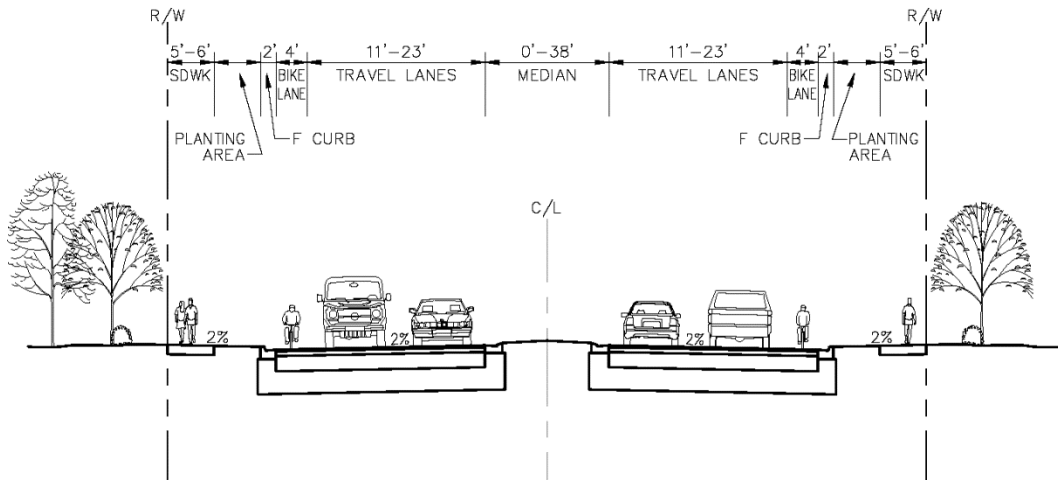 R/W R/W
5'-6' 2' 4' 11'-23' 0'-38' 11'-23' 4' 2' 5'-6'
SDWK BIKE LANE TRAVEL LANES MEDIAN TRAVEL LANES BIKE LANE SDWK
PLANTING AREA F CURB F CURB PLANTING AREA
C/L
2% 2% 2% 2%